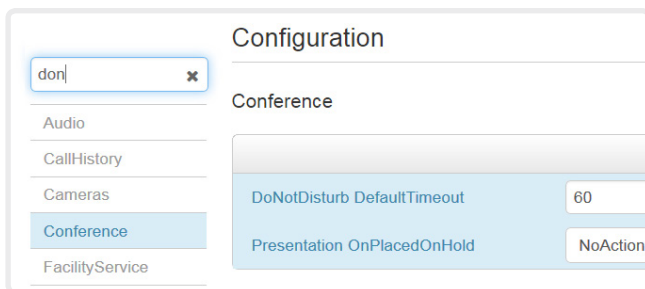 Configuration
don
Conference
Audio
CallHistory
Cameras
Conference
FacilityService
DoNotDisturb DefaultTimeout 60
Presentation OnPlacedOnHold NoAction